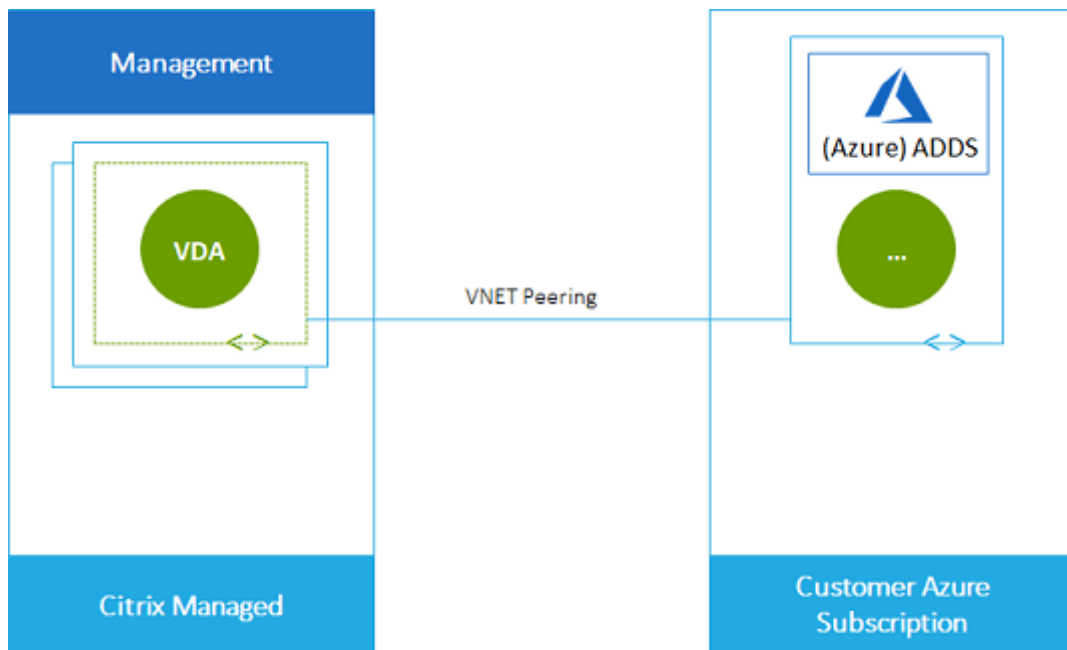 Management
VDA
Citrix Managed
VNET Peering
(Azure) ADDS
...
Customer Azure
Subscription